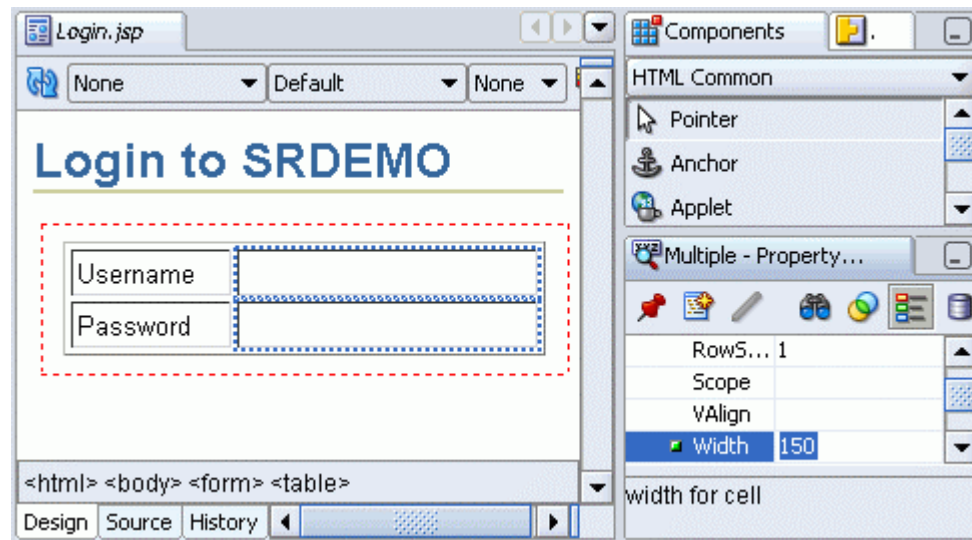 Login.jsp
None Default None
Login to SRDEMO
Username
Password
<html> <body> <form> <table>
Design Source History
Components .
HTML Common
Pointer
Anchor
Applet
Multiple - Property...
RowS... 1
Scope
VAlign
Width 150
width for cell